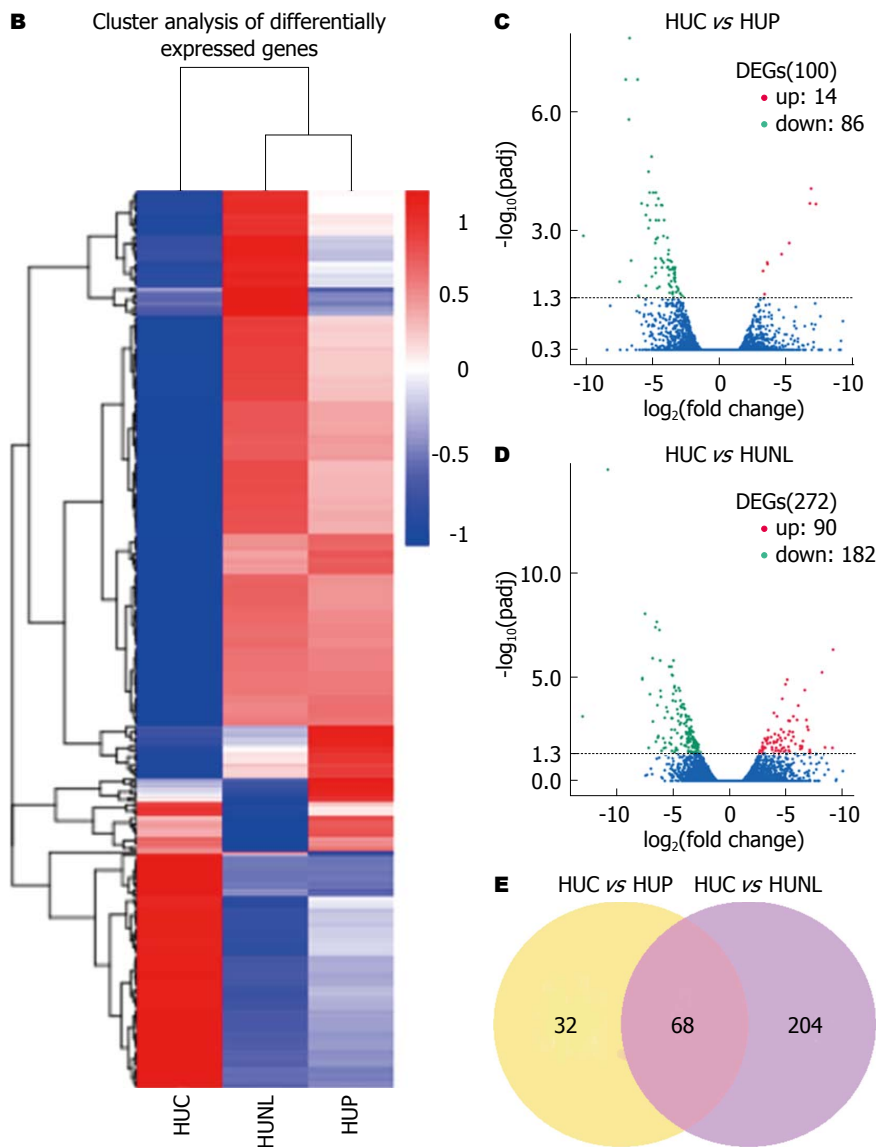 B
Cluster analysis of differentially
expressed genes
1
0.5
0
-0.5
-1
HUC
HUNL
HUP
C
HUC vs HUP
DEGs(100)
up: 14
down: 86
-log10(padj)
6.0
3.0
1.3
0.3
-10 -5 0 -5 -10
log2(fold change)
D
HUC vs HUNL
DEGs(272)
up: 90
down: 182
-log10(padj)
10.0
5.0
1.3
0.0
-10 -5 0 -5 -10
log2(fold change)
E
HUC vs HUP HUC vs HUNL
32 68 204